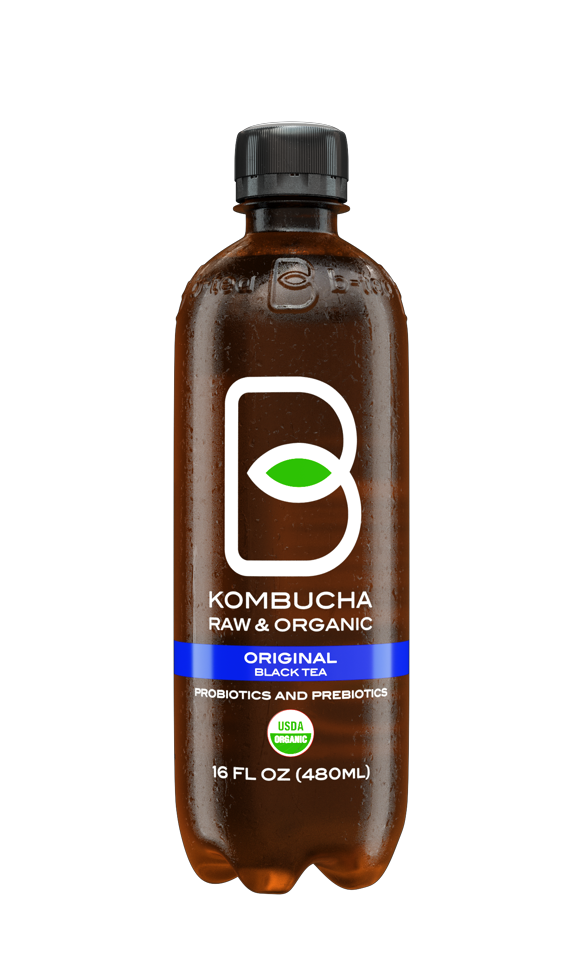 B
KOMBUCHA
RAW & ORGANIC
ORIGINAL
BLACK TEA
PROBIOTICS AND PREBIOTICS
USDA
ORGANIC
16 FL OZ (480ML)